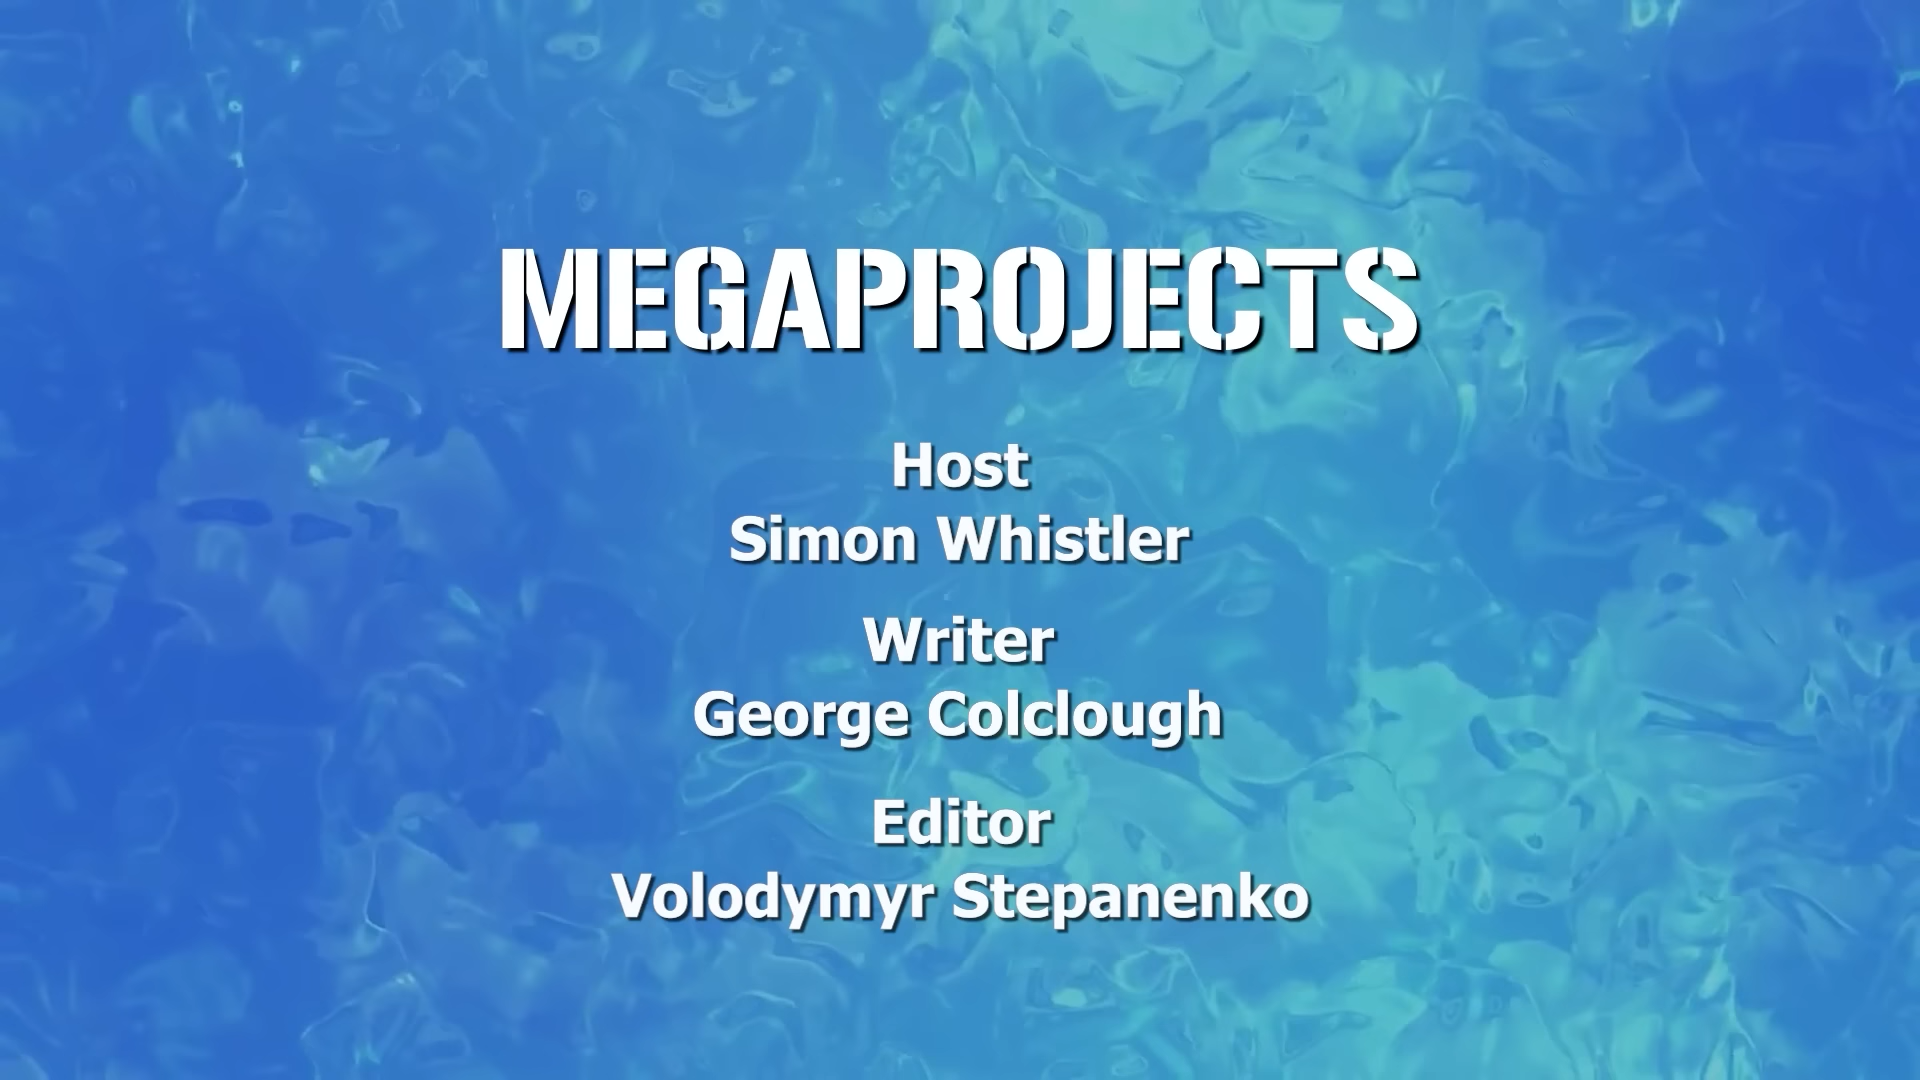 MEGAPROJECTS
Host
Simon Whistler
Writer
George Colclough
Editor
Volodymyr Stepanenko